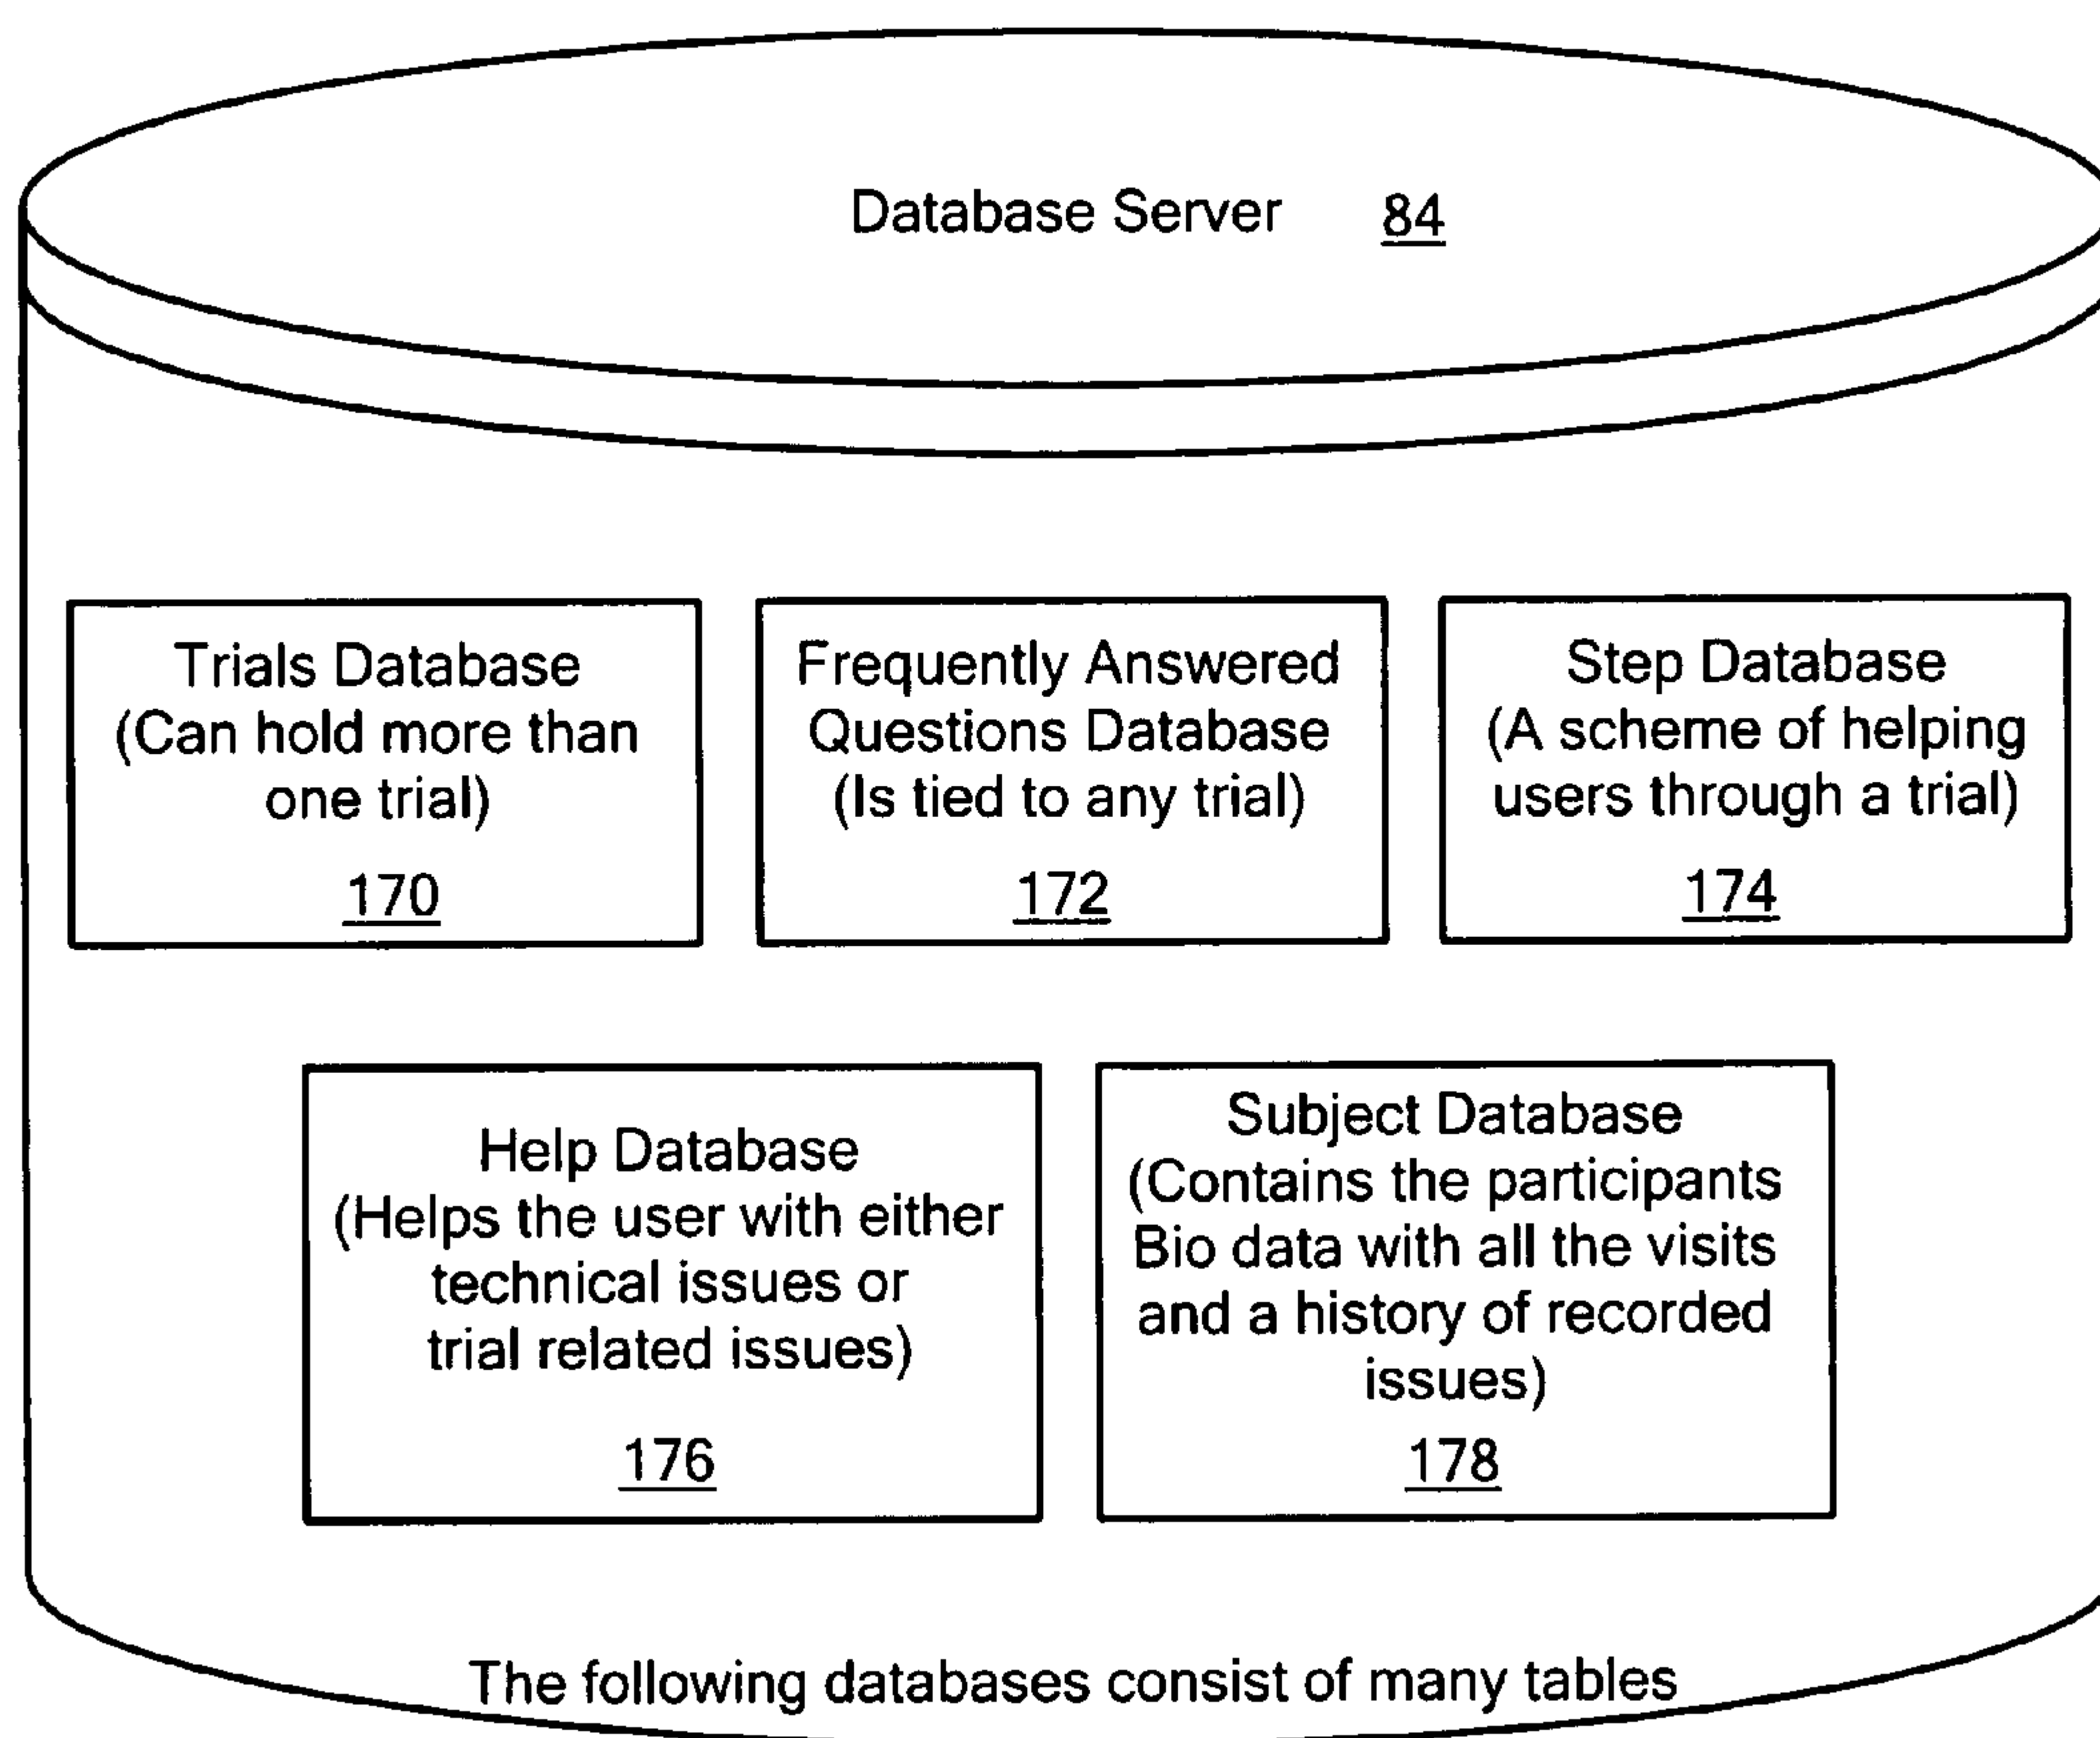 Database Server 84
Trials Database
(Can hold more than
one trial)
170
Frequently Answered
Questions Database
(Is tied to any trial)
172
Step Database
(A scheme of helping
users through a trial)
174
Help Database
(Helps the user with either
technical issues or
trial related issues)
176
Subject Database
(Contains the participants
Bio data with all the visits
and a history of recorded
issues)
178
The following databases consist of many tables